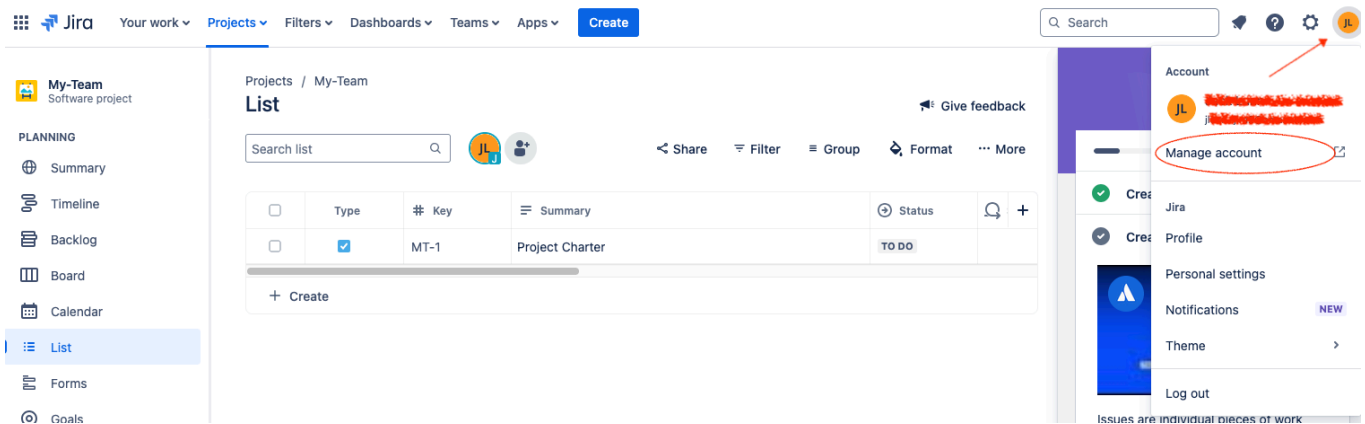 Jira Your work Projects Filters Dashboards Teams Apps Create Search JL
My-Team
Software project
PLANNING
Summary
Timeline
Backlog
Board
Calendar
List
Forms
Goals
Projects / My-Team
List
Give feedback
Search list JL J Share Filter Group Format More
Type # Key Summary Status
MT-1 Project Charter TO DO
+ Create
Crea
Crea
Issues are individual pieces of work
Account
JL
Manage account
Jira
Profile
Personal settings
Notifications NEW
Theme
Log out